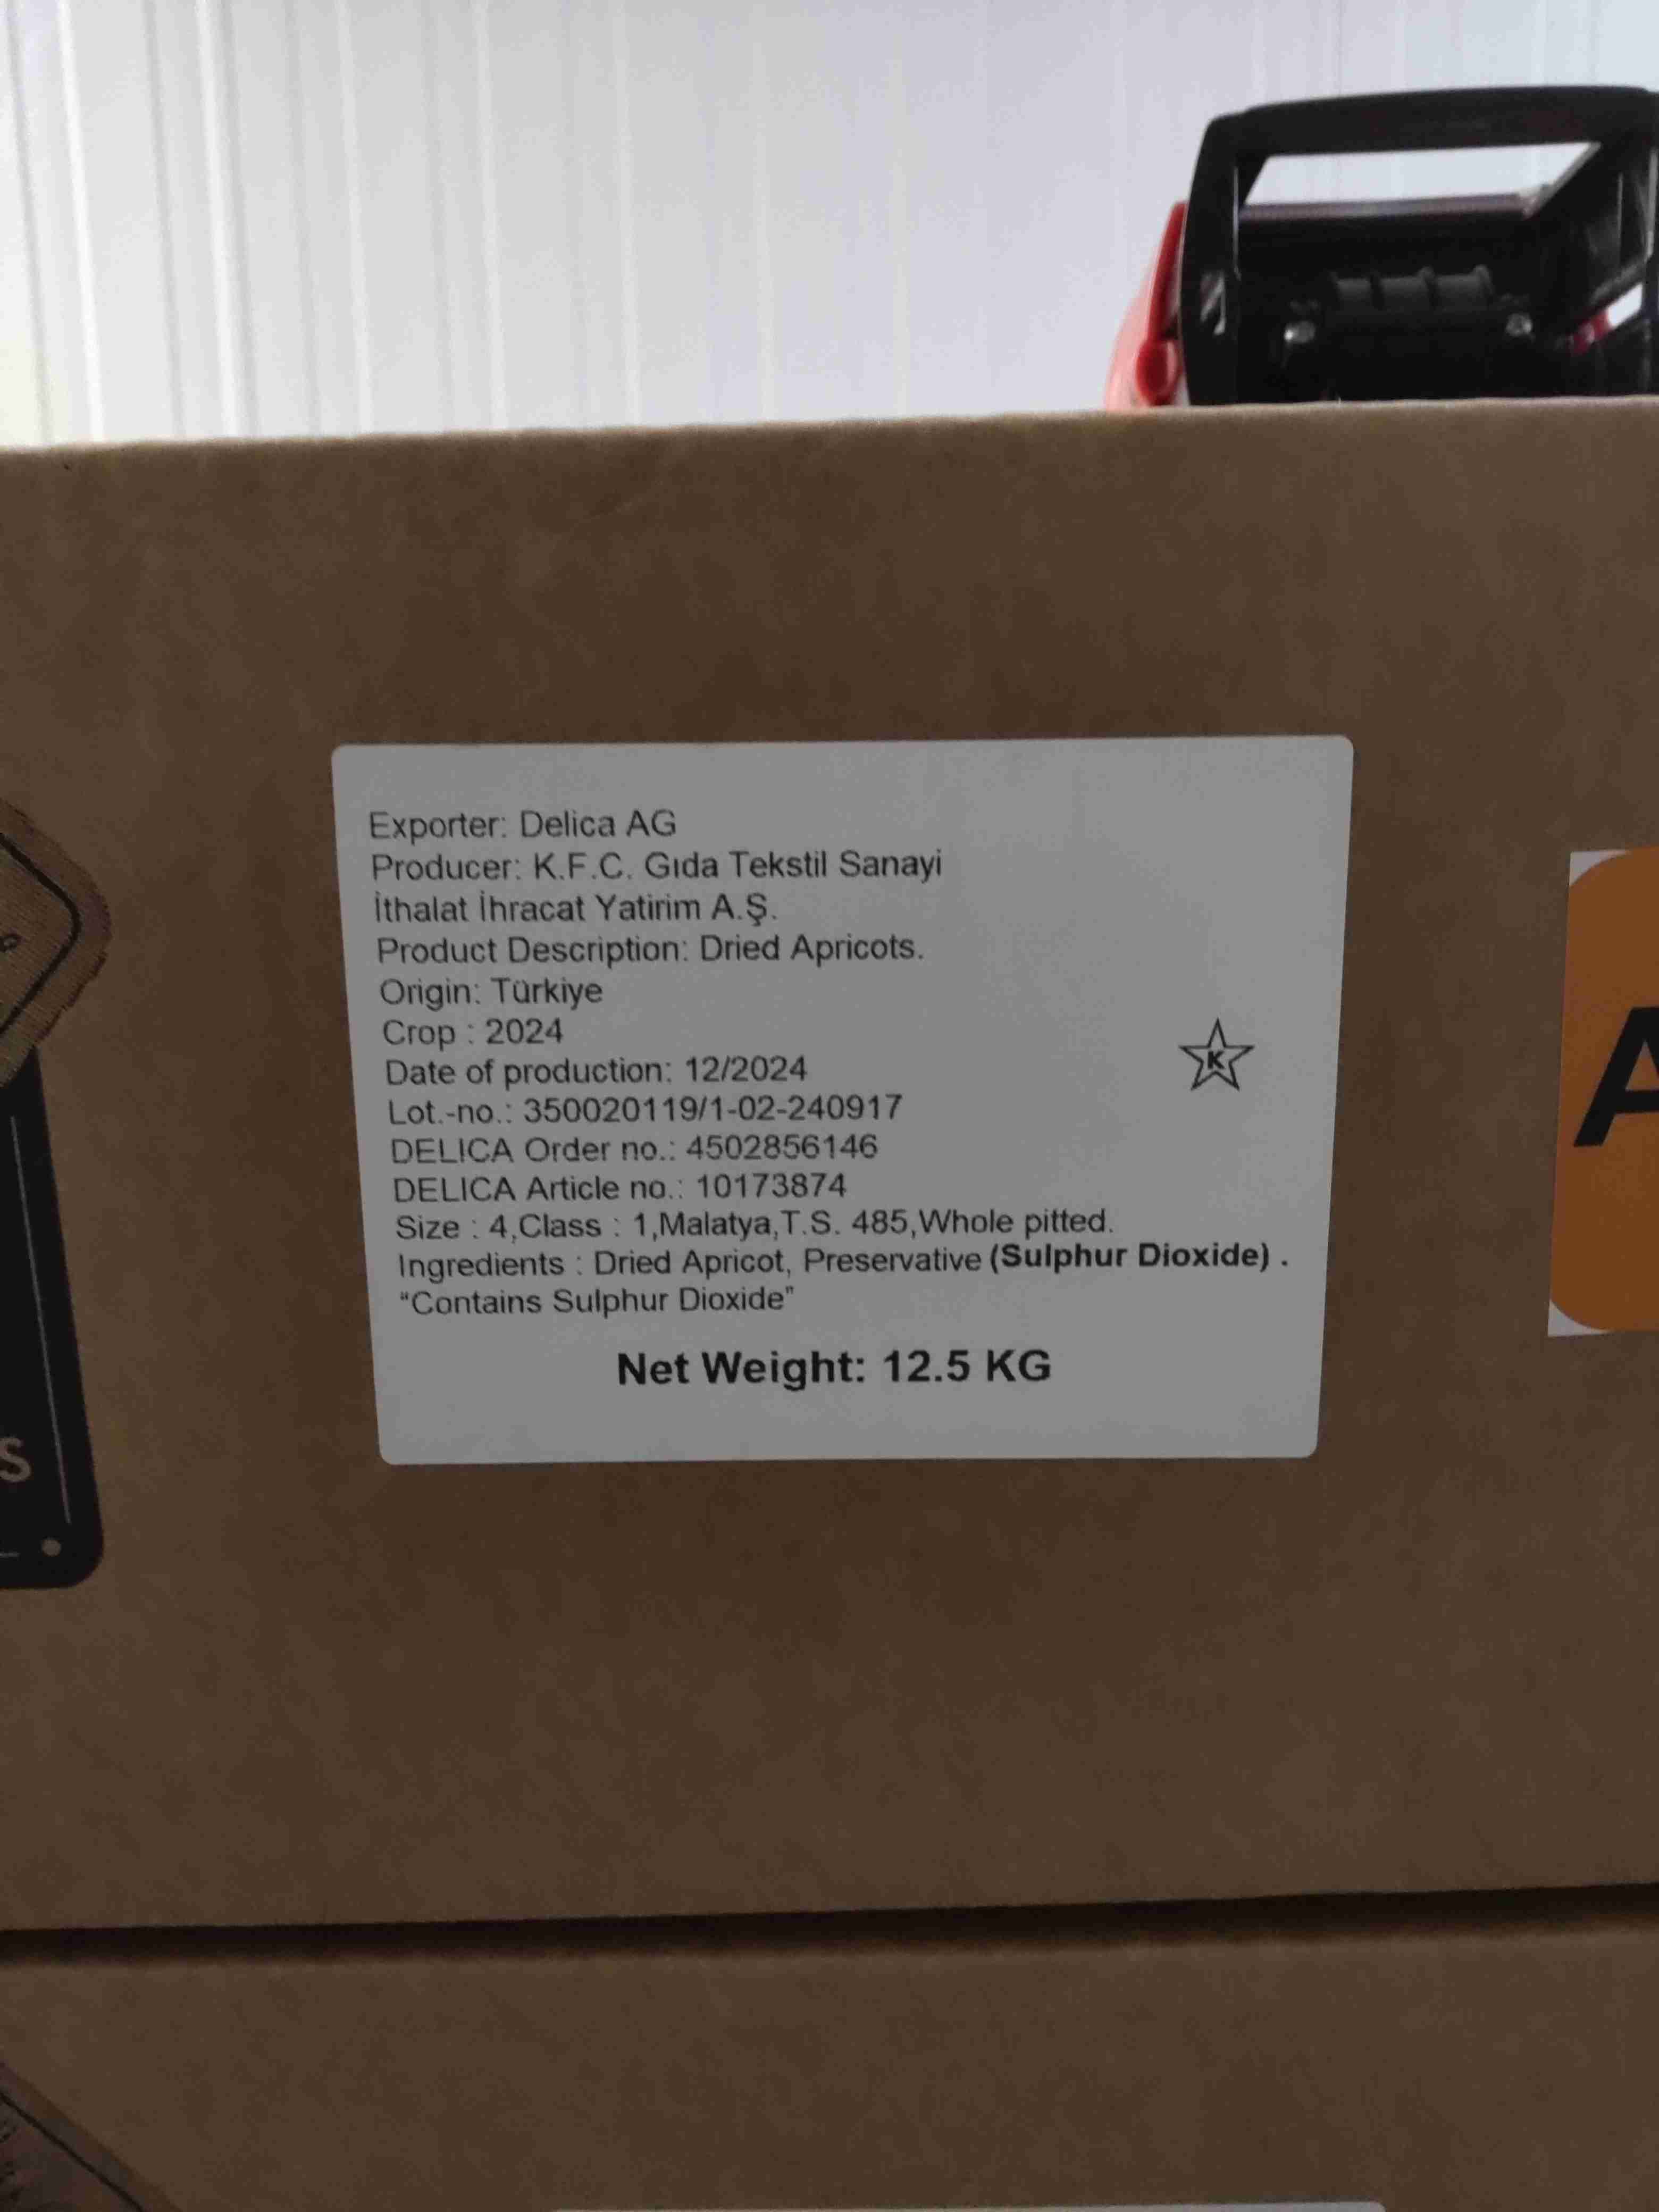 Exporter: Delica AG
Producer: K.F.C. Gıda Tekstil Sanayi
İthalat İhracat Yatirim A.Ş.
Product Description: Dried Apricots.
Origin: Türkiye
Crop : 2024
Date of production: 12/2024
Lot.-no.: 350020119/1-02-240917
DELICA Order no.: 4502856146
DELICA Article no.: 10173874
Size : 4,Class : 1,Malatya,T.S. 485,Whole pitted.
Ingredients : Dried Apricot, Preservative (Sulphur Dioxide) .
“Contains Sulphur Dioxide”
Net Weight: 12.5 KG
K
A
S